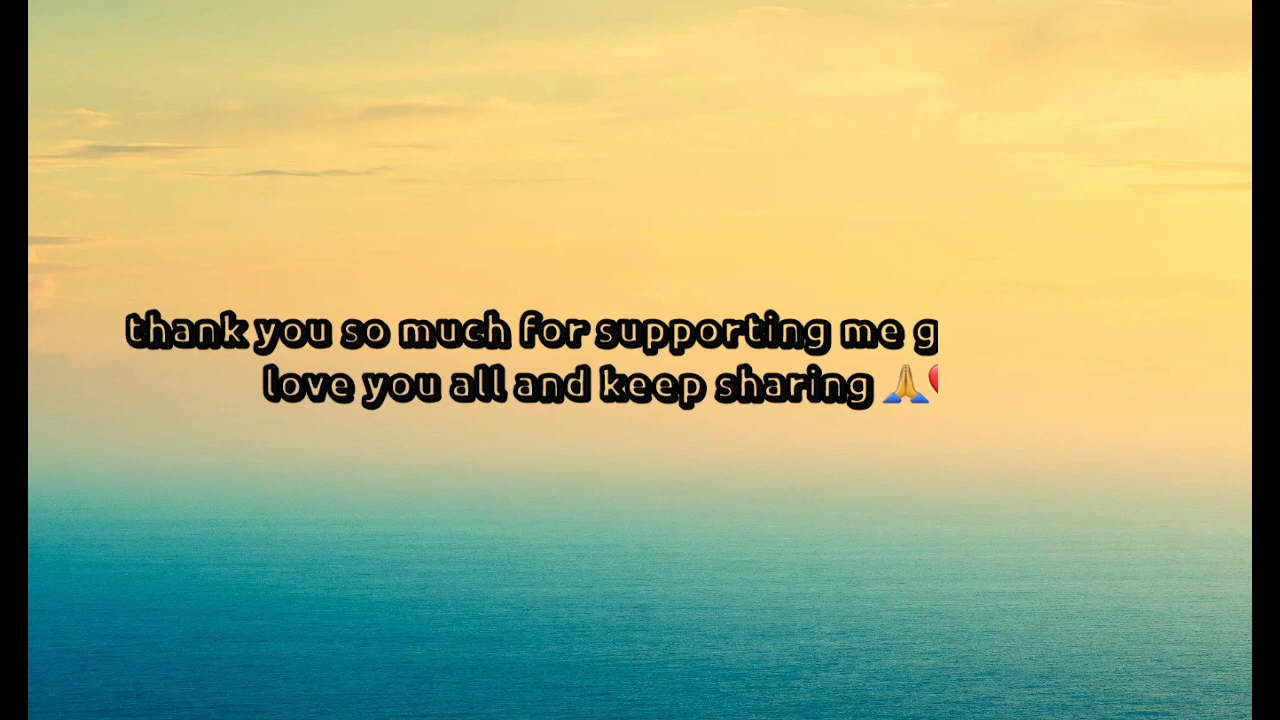 thank you so much for supporting me g
love you all and keep sharing 🙏